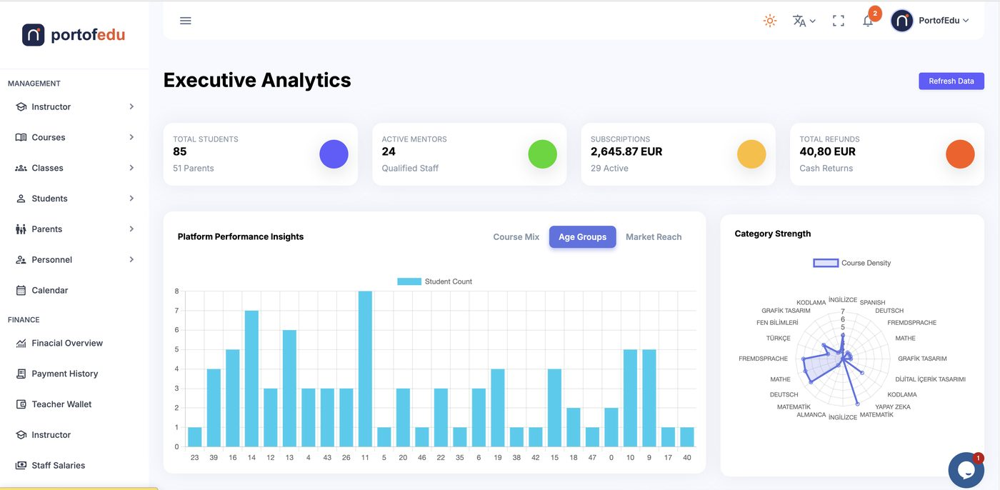 portofedu
2
PortofEdu
MANAGEMENT
Instructor
Courses
Classes
Students
Parents
Personnel
Calendar
FINANCE
Finacial Overview
Payment History
Teacher Wallet
Instructor
Staff Salaries
Executive Analytics
Refresh Data
TOTAL STUDENTS
85
51 Parents
ACTIVE MENTORS
24
Qualified Staff
SUBSCRIPTIONS
2,645.87 EUR
29 Active
TOTAL REFUNDS
40,80 EUR
Cash Returns
Platform Performance Insights
Course Mix Age Groups Market Reach
Student Count
8
7
6
5
4
3
2
1
0
23 39 16 14 12 13 4 43 26 11 5 20 46 22 35 6 19 38 42 15 18 47 0 10 9 17 40
Category Strength
Course Density
İNGİLİZCE
SPANISH
DEUTSCH
FREMDSPRACHE
MATHE
GRAFİK TASARIM
DİJİTAL İÇERİK TASARIMI
KODLAMA
YAPAY ZEKA
MATEMATİK
İNGİLİZCE
ALMANCA
MATEMATİK
DEUTSCH
MATHE
FREMDSPRACHE
TÜRKÇE
FEN BİLİMLERİ
GRAFİK TASARIM
KODLAMA
7
6
5
1